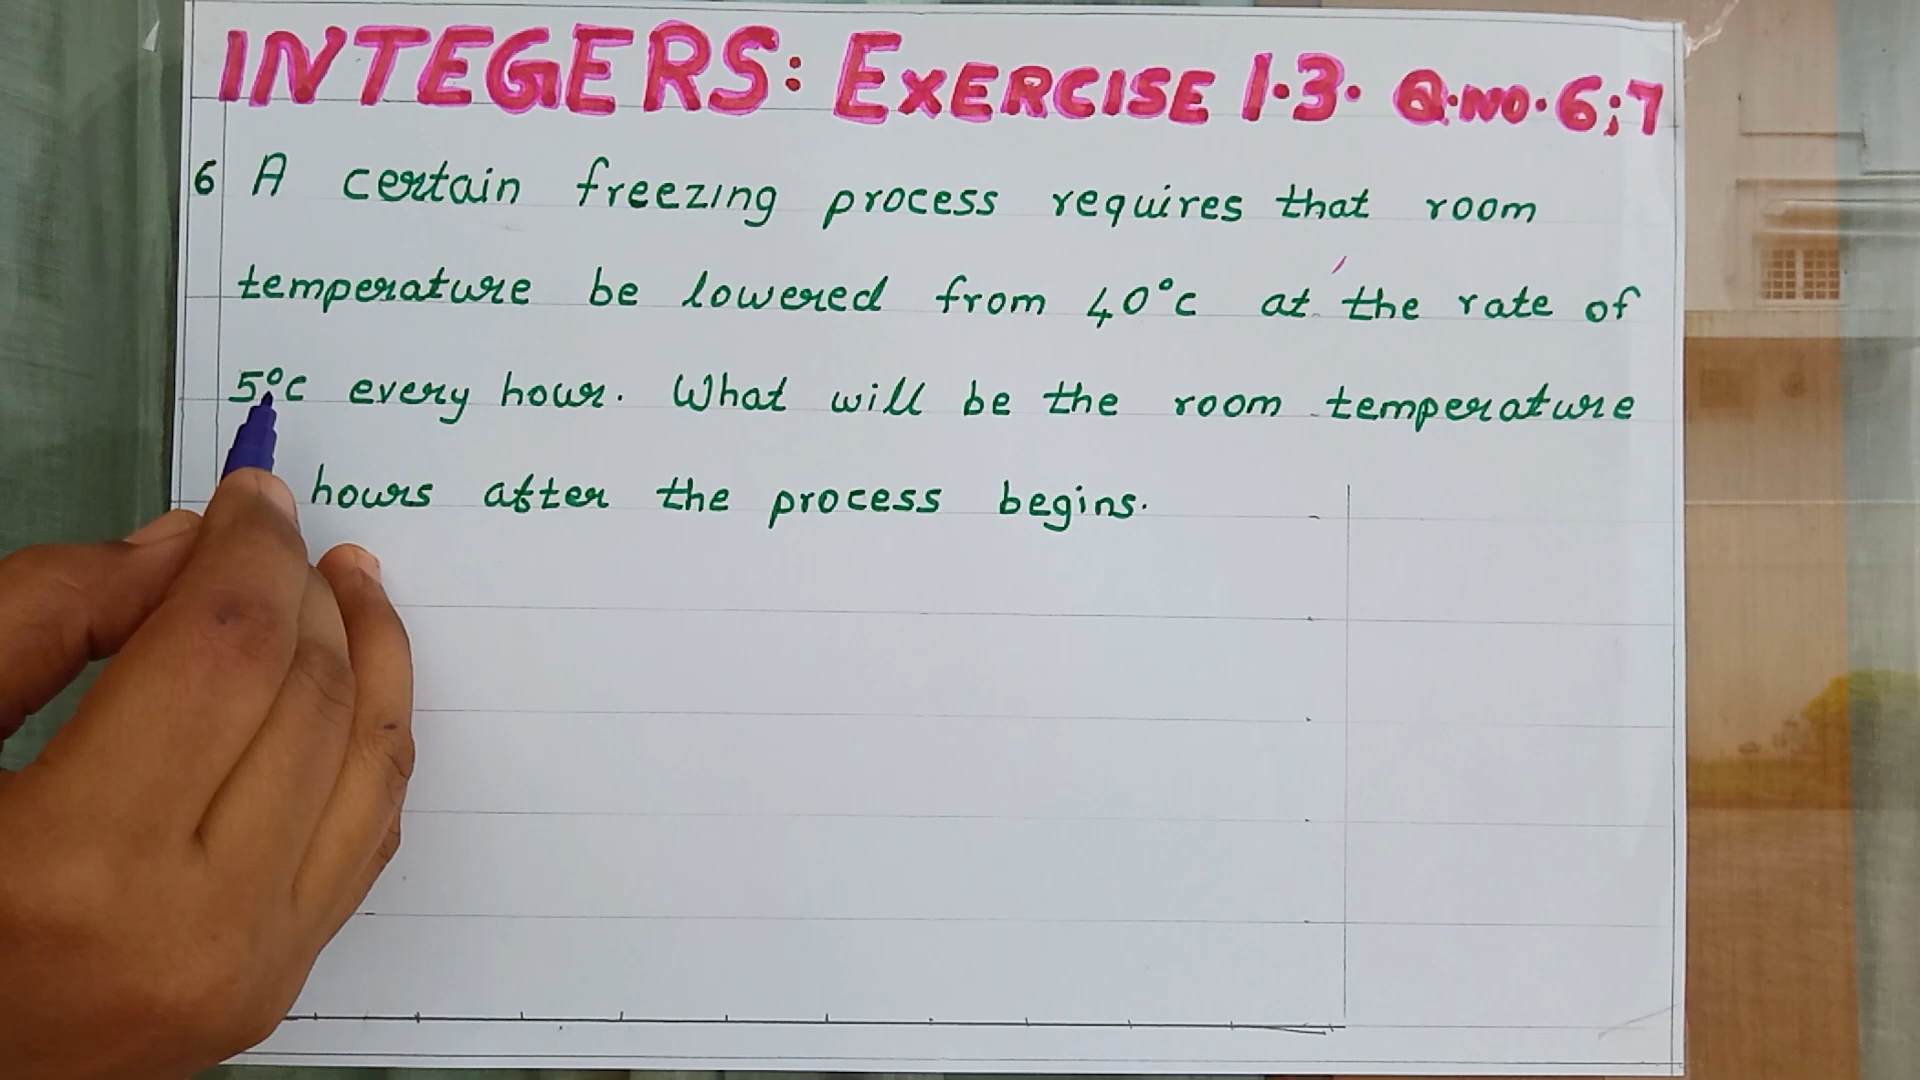 INTEGERS: EXERCISE 1.3. Q.NO.6;7
6 A certain freezing process requires that room
temperature be lowered from 40°c at the rate of
5°c every hour. What will be the room temperature
hours after the process begins.